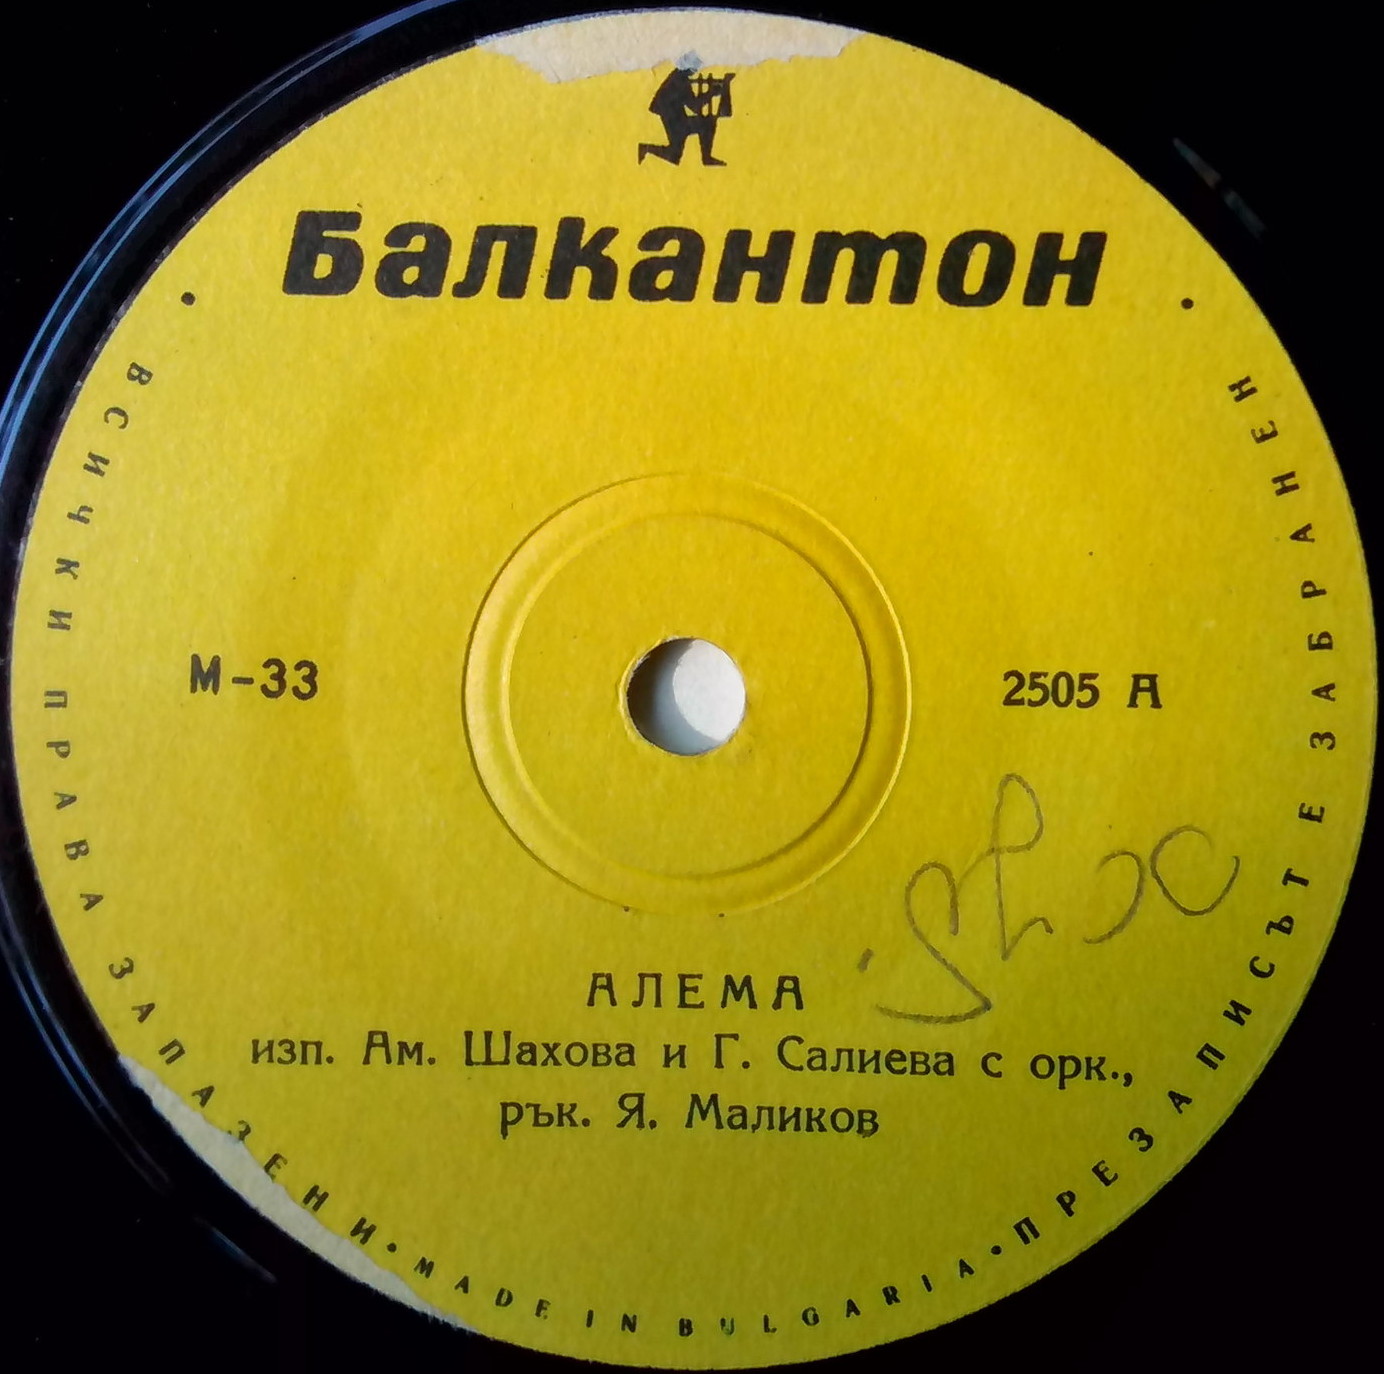 Балкантон
М-33
2505 А
АЛЕМА
изп. Ам. Шахова и Г. Салиева с орк.,
рък. Я. Маликов
ВСИЧКИ ПРАВА ЗАПАЗЕНИ • MADE IN BULGARIA • ПРЕЗАПИСЪТ Е ЗАБРАНЕН